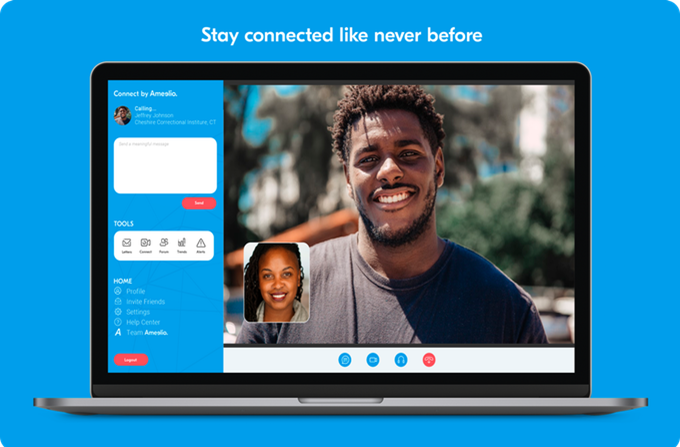 Stay connected like never before
Connect by Ameelio.
Calling...
Jeffrey Johnson
Cheshire Correctional Institute, CT
Send a meaningful message
Send
TOOLS
Letters Connect Parcon Trends Alerts
HOME
Profile
Invite Friends
Settings
Help Center
Team Ameelio.
Logout